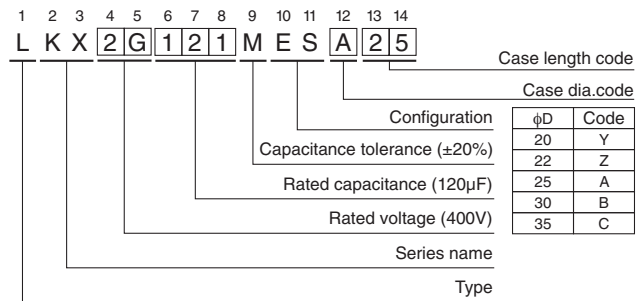 1 2 3 4 5 6 7 8 9 10 11 12 13 14
L K X 2 G 1 2 1 M E S A 2 5
Case length code
Case dia.code
Configuration
Capacitance tolerance (±20%)
Rated capacitance (120µF)
Rated voltage (400V)
Series name
Type
ϕD Code
20 Y
22 Z
25 A
30 B
35 C